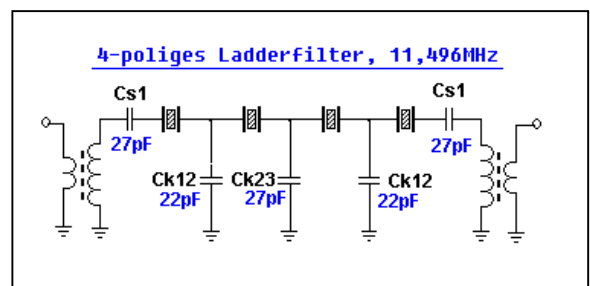 4-poliges Ladderfilter, 11,496MHz
Cs1
Cs1
27pF
27pF
Ck12
Ck23
Ck12
22pF
27pF
22pF